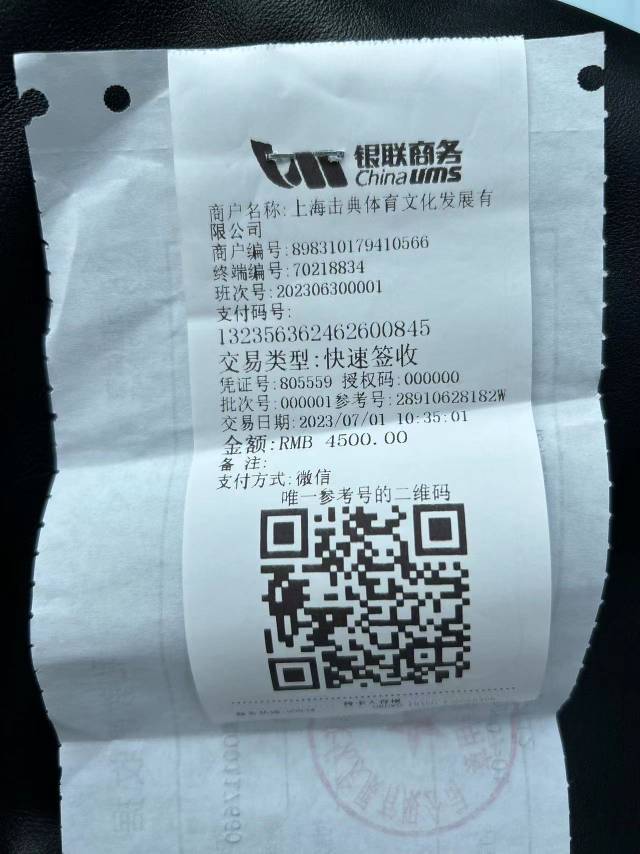 银联商务
China ums
商户名称:上海击典体育文化发展有
限公司
商户编号:898310179410566
终端编号:70218834
班次号:202306300001
支付码号:
132356362462600845
交易类型:快速签收
凭证号:805559 授权码:000000
批次号:000001参考号:28910628182W
交易日期:2023/07/01 10:35:01
金额:RMB 4500.00
备 注:
支付方式:微信
唯一参考号的二维码